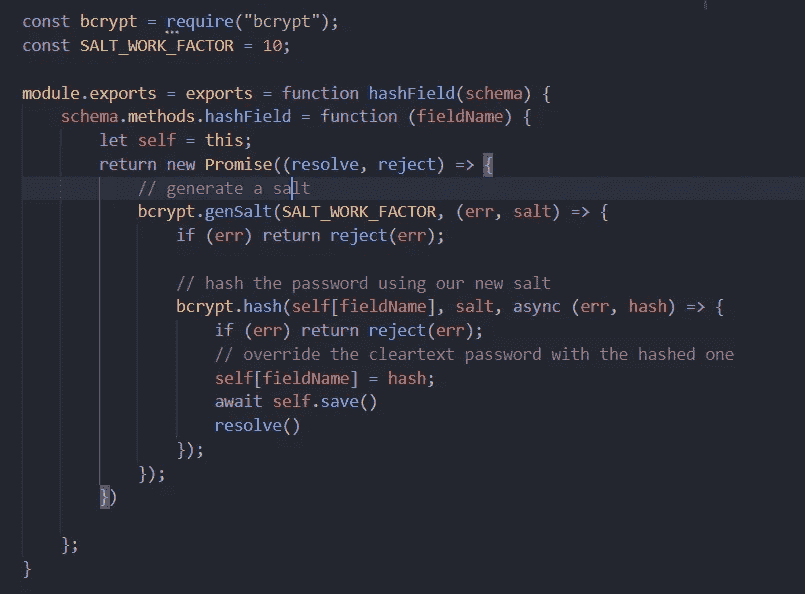 const bcrypt = require("bcrypt");
const SALT_WORK_FACTOR = 10;
module.exports = exports = function hashField(schema) {
schema.methods.hashField = function (fieldName) {
let self = this;
return new Promise((resolve, reject) => {
// generate a salt
bcrypt.genSalt(SALT_WORK_FACTOR, (err, salt) => {
if (err) return reject(err);
// hash the password using our new salt
bcrypt.hash(self[fieldName], salt, async (err, hash) => {
if (err) return reject(err);
// override the cleartext password with the hashed one
self[fieldName] = hash;
await self.save()
resolve()
});
});
})
};
}